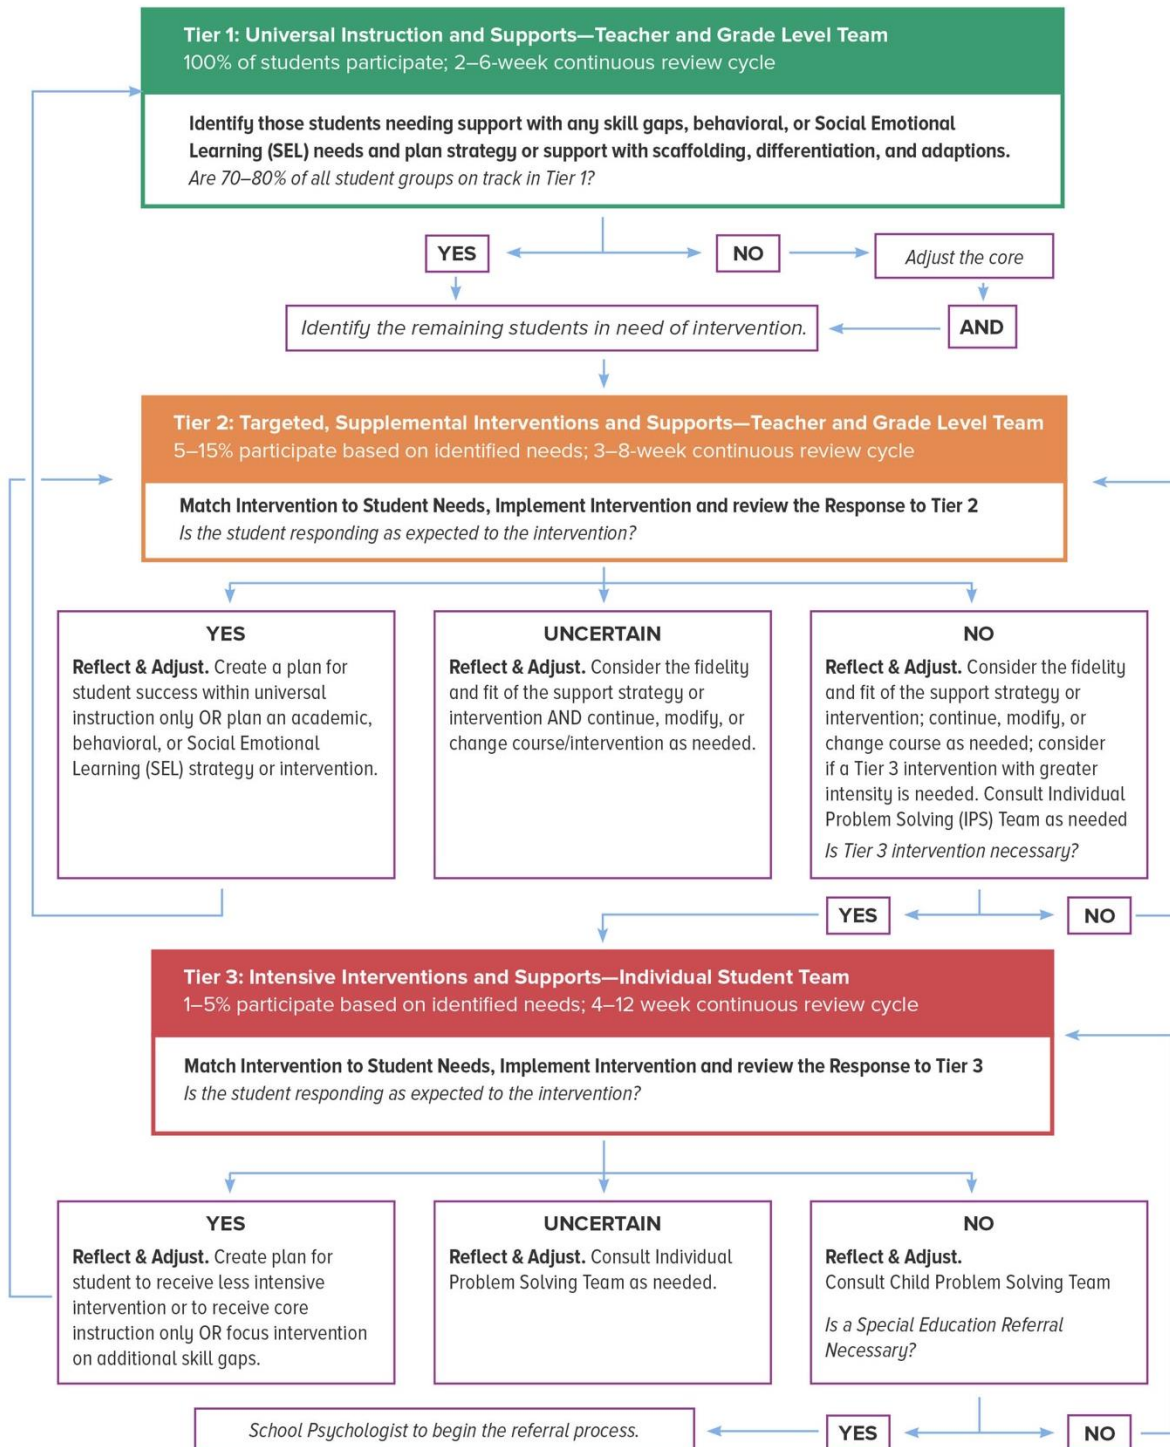 Tier 1: Universal Instruction and Supports—Teacher and Grade Level Team
100% of students participate; 2–6-week continuous review cycle
Identify those students needing support with any skill gaps, behavioral, or Social Emotional
Learning (SEL) needs and plan strategy or support with scaffolding, differentiation, and adaptions.
Are 70–80% of all student groups on track in Tier 1?
YES
NO
Adjust the core
Identify the remaining students in need of intervention.
AND
Tier 2: Targeted, Supplemental Interventions and Supports—Teacher and Grade Level Team
5–15% participate based on identified needs; 3–8-week continuous review cycle
Match Intervention to Student Needs, Implement Intervention and review the Response to Tier 2
Is the student responding as expected to the intervention?
YES
Reflect & Adjust. Create a plan for
student success within universal
instruction only OR plan an academic,
behavioral, or Social Emotional
Learning (SEL) strategy or intervention.
UNCERTAIN
Reflect & Adjust. Consider the fidelity
and fit of the support strategy or
intervention AND continue, modify, or
change course/intervention as needed.
NO
Reflect & Adjust. Consider the fidelity
and fit of the support strategy or
intervention; continue, modify, or
change course as needed; consider
if a Tier 3 intervention with greater
intensity is needed. Consult Individual
Problem Solving (IPS) Team as needed
Is Tier 3 intervention necessary?
YES
NO
Tier 3: Intensive Interventions and Supports—Individual Student Team
1–5% participate based on identified needs; 4–12 week continuous review cycle
Match Intervention to Student Needs, Implement Intervention and review the Response to Tier 3
Is the student responding as expected to the intervention?
YES
Reflect & Adjust. Create plan for
student to receive less intensive
intervention or to receive core
instruction only OR focus intervention
on additional skill gaps.
UNCERTAIN
Reflect & Adjust. Consult Individual
Problem Solving Team as needed.
NO
Reflect & Adjust.
Consult Child Problem Solving Team
Is a Special Education Referral
Necessary?
School Psychologist to begin the referral process.
YES
NO